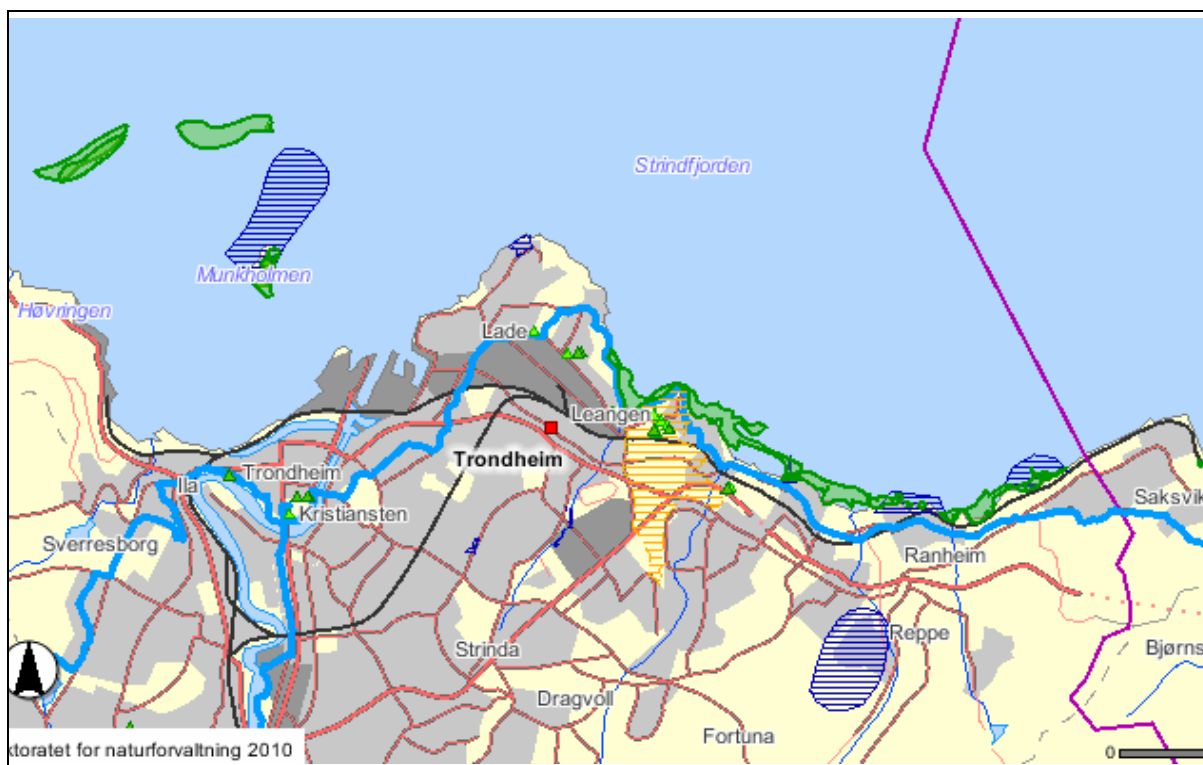 Strindfjorden
Munkholmen
Høvringen
Lade
Leangen
Trondheim
Trondheim
Ila
Kristiansten
Saksvik
Sverresborg
Ranheim
Reppe
Strinda
Bjørns
Dragvoll
Fortuna
ktoratet for naturforvaltning 2010
0